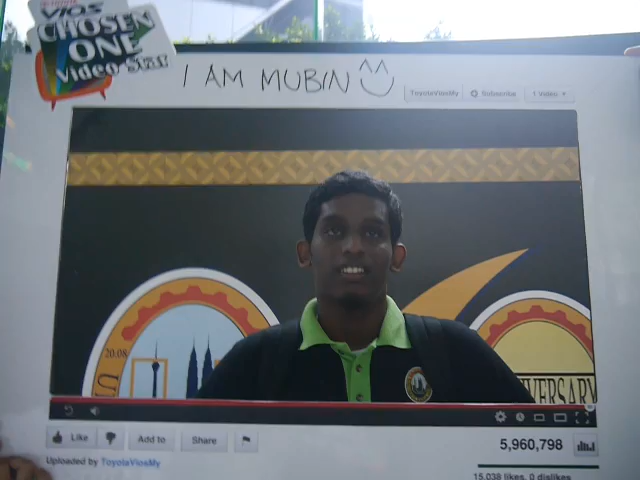 VIOS
CHOSEN
ONE
Video Star
I AM MUBIN
ToyotaViosMy
Subscribe
1 Video
20:08
VERSARY
Like
Add to
Share
5,960,798
Uploaded by ToyotaViosMy
15,038 likes, 0 dislikes